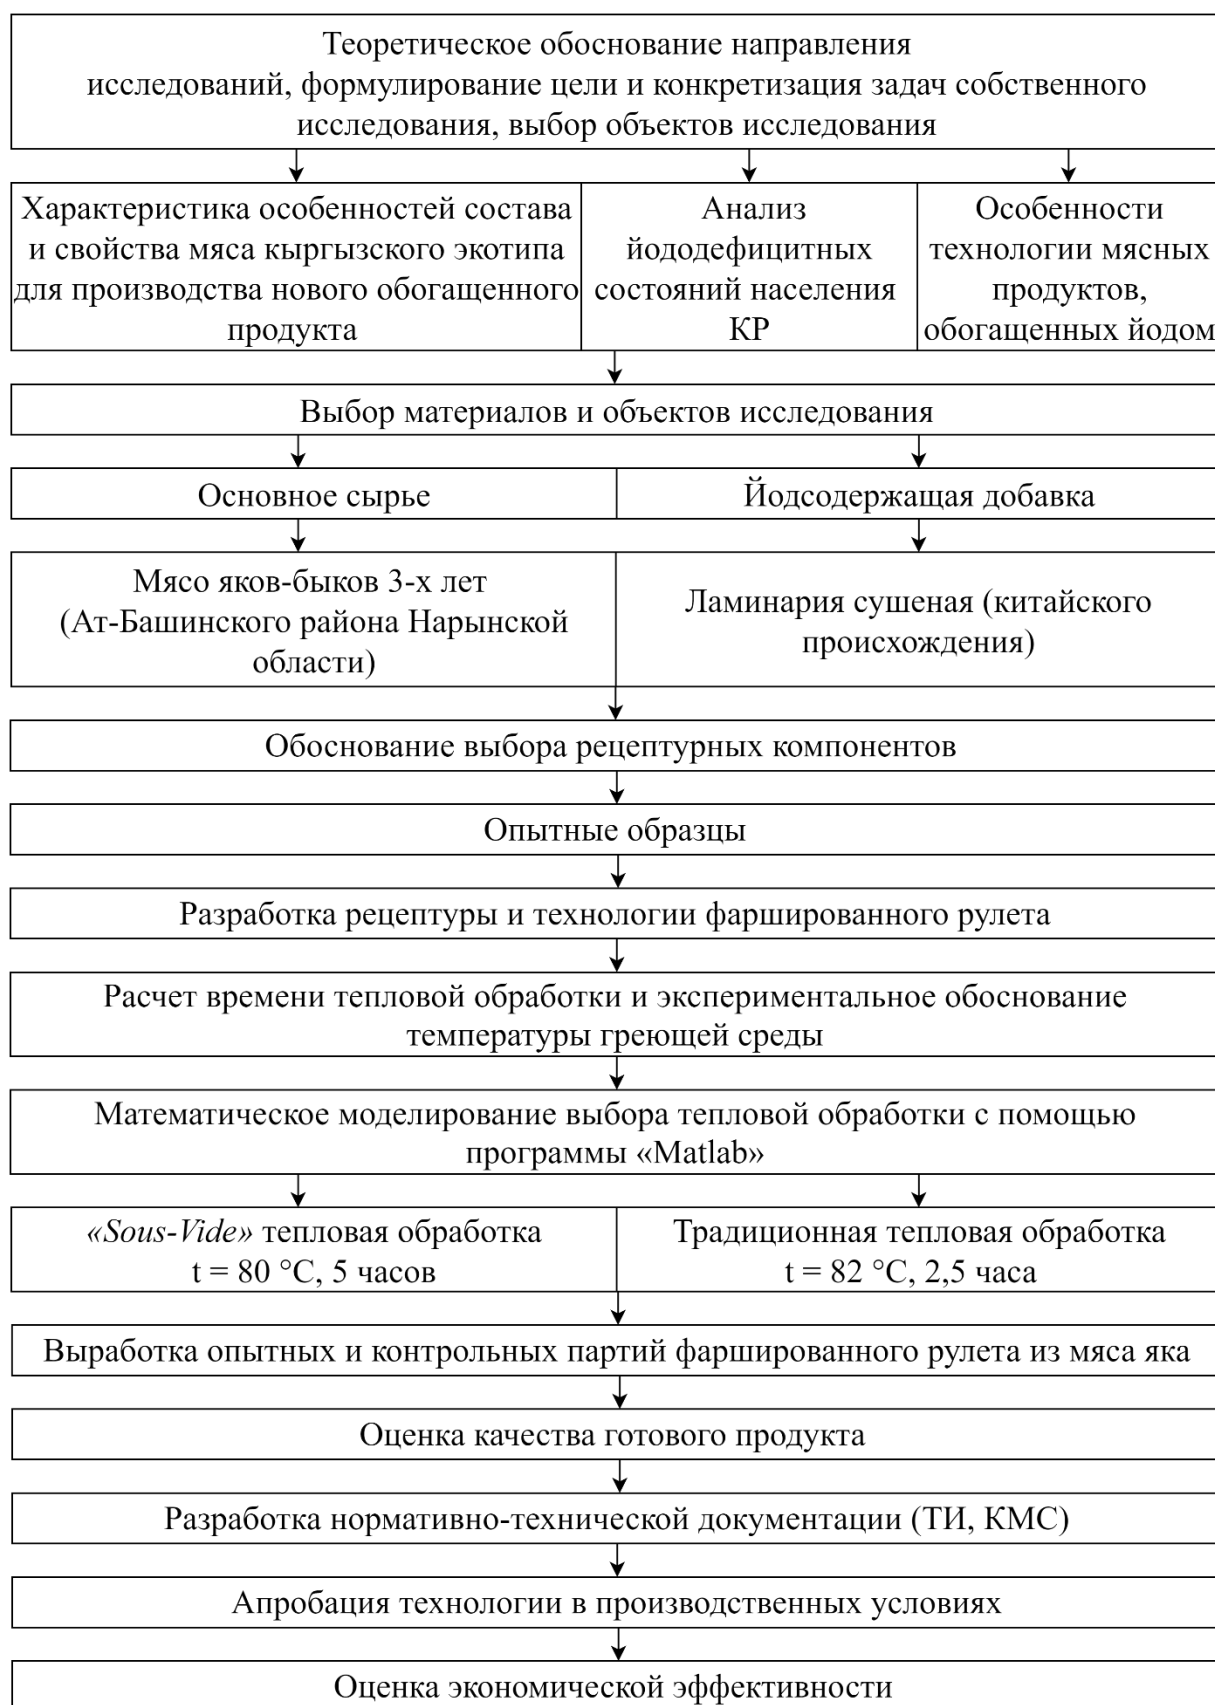 Теоретическое обоснование направления
исследований, формулирование цели и конкретизация задач собственного
исследования, выбор объектов исследования
Характеристика особенностей состава
и свойства мяса кыргызского экотипа
для производства нового обогащенного
продукта
Анализ
йододефицитных
состояний населения
КР
Особенности
технологии мясных
продуктов,
обогащенных йодом
Выбор материалов и объектов исследования
Основное сырье
Йодсодержащая добавка
Мясо яков-быков 3-х лет
(Ат-Башинского района Нарынской
области)
Ламинария сушеная (китайского
происхождения)
Обоснование выбора рецептурных компонентов
Опытные образцы
Разработка рецептуры и технологии фаршированного рулета
Расчет времени тепловой обработки и экспериментальное обоснование
температуры греющей среды
Математическое моделирование выбора тепловой обработки с помощью
программы «Matlab»
«Sous-Vide» тепловая обработка
t = 80 °C, 5 часов
Традиционная тепловая обработка
t = 82 °C, 2,5 часа
Выработка опытных и контрольных партий фаршированного рулета из мяса яка
Оценка качества готового продукта
Разработка нормативно-технической документации (ТИ, КМС)
Апробация технологии в производственных условиях
Оценка экономической эффективности